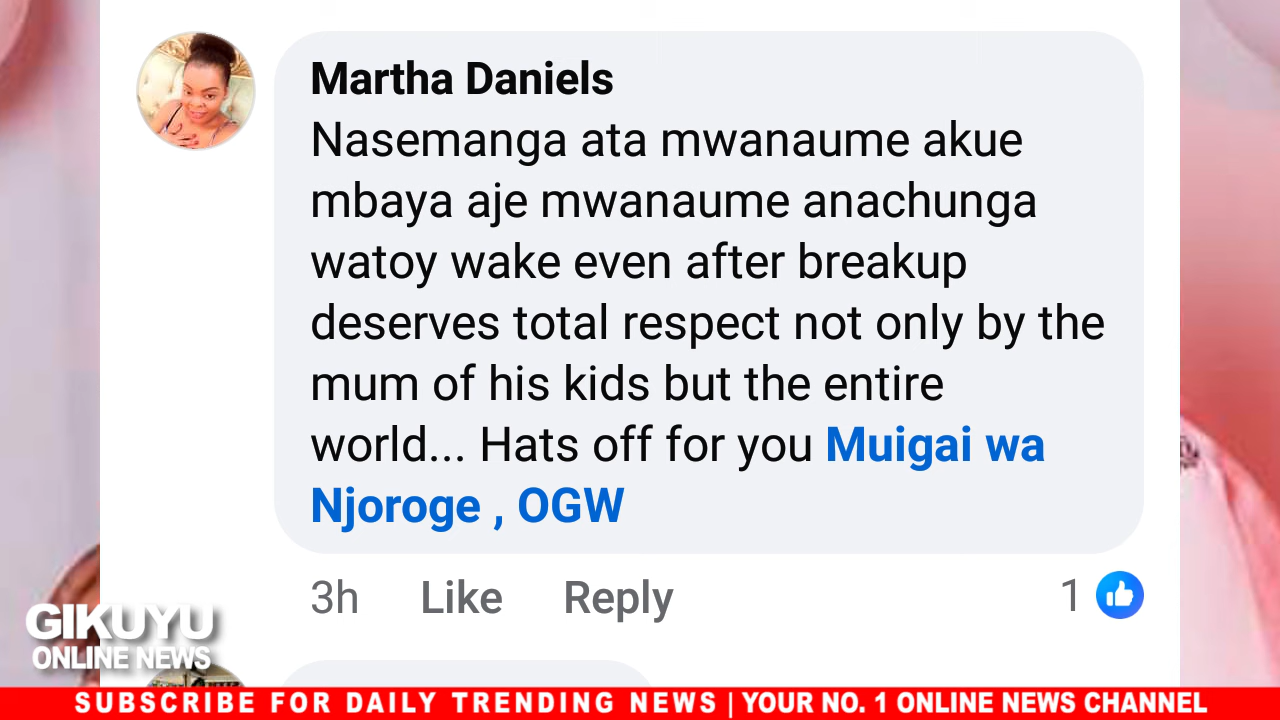 Martha Daniels
Nasemanga ata mwanaume akue
mbaya aje mwanaume anachunga
watoy wake even after breakup
deserves total respect not only by the
mum of his kids but the entire
world... Hats off for you Muigai wa
Njoroge , OGW
3h Like Reply 1
GIKUYU
ONLINE NEWS
SUBSCRIBE FOR DAILY TRENDING NEWS | YOUR NO. 1 ONLINE NEWS CHANNEL